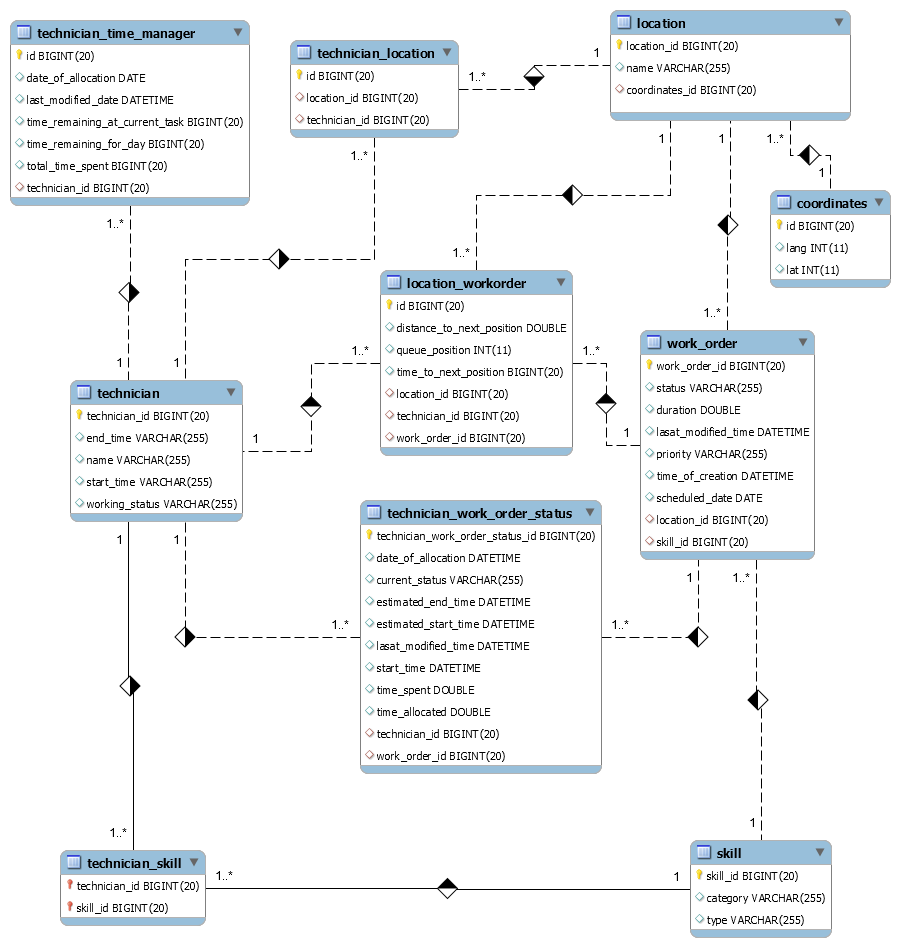 technician_time_manager
id BIGINT(20)
date_of_allocation DATE
last_modified_date DATETIME
time_remaining_at_current_task BIGINT(20)
time_remaining_for_day BIGINT(20)
total_time_spent BIGINT(20)
technician_id BIGINT(20)
technician_location
id BIGINT(20)
location_id BIGINT(20)
technician_id BIGINT(20)
location
location_id BIGINT(20)
name VARCHAR(255)
coordinates_id BIGINT(20)
1..*
1
1..*
1..*
1
1
1..*
1
coordinates
id BIGINT(20)
lang INT(11)
lat INT(11)
1..*
location_workorder
id BIGINT(20)
distance_to_next_position DOUBLE
queue_position INT(11)
time_to_next_position BIGINT(20)
location_id BIGINT(20)
technician_id BIGINT(20)
work_order_id BIGINT(20)
1..*
work_order
work_order_id BIGINT(20)
status VARCHAR(255)
duration DOUBLE
lasat_modified_time DATETIME
priority VARCHAR(255)
time_of_creation DATETIME
scheduled_date DATE
location_id BIGINT(20)
skill_id BIGINT(20)
1
1
1..*
1..*
1
1
technician
technician_id BIGINT(20)
end_time VARCHAR(255)
name VARCHAR(255)
start_time VARCHAR(255)
working_status VARCHAR(255)
technician_work_order_status
technician_work_order_status_id BIGINT(20)
date_of_allocation DATETIME
current_status VARCHAR(255)
estimated_end_time DATETIME
estimated_start_time DATETIME
lasat_modified_time DATETIME
start_time DATETIME
time_spent DOUBLE
time_allocated DOUBLE
technician_id BIGINT(20)
work_order_id BIGINT(20)
1
1
1
1..*
1..*
1..*
1..*
1
technician_skill
technician_id BIGINT(20)
skill_id BIGINT(20)
1..*
1
skill
skill_id BIGINT(20)
category VARCHAR(255)
type VARCHAR(255)